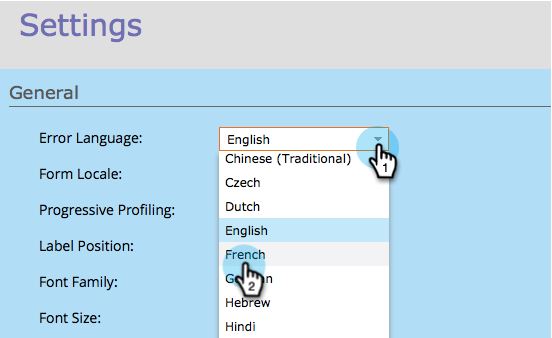 Settings
General
Error Language: English
1
Chinese (Traditional)
Form Locale:
Czech
Progressive Profiling:
Dutch
English
Label Position:
French
2
Font Family:
Hebrew
Font Size:
Hindi